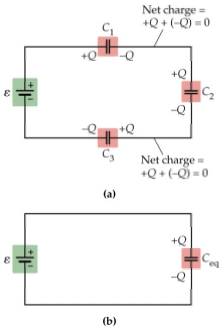 Net charge =
+Q + (−Q) = 0
C1
+Q −Q
+Q
ε
+
−
C2
−Q
−Q +Q
C3
Net charge =
+Q + (−Q) = 0
(a)
+Q
ε
+
−
Ceq
−Q
(b)